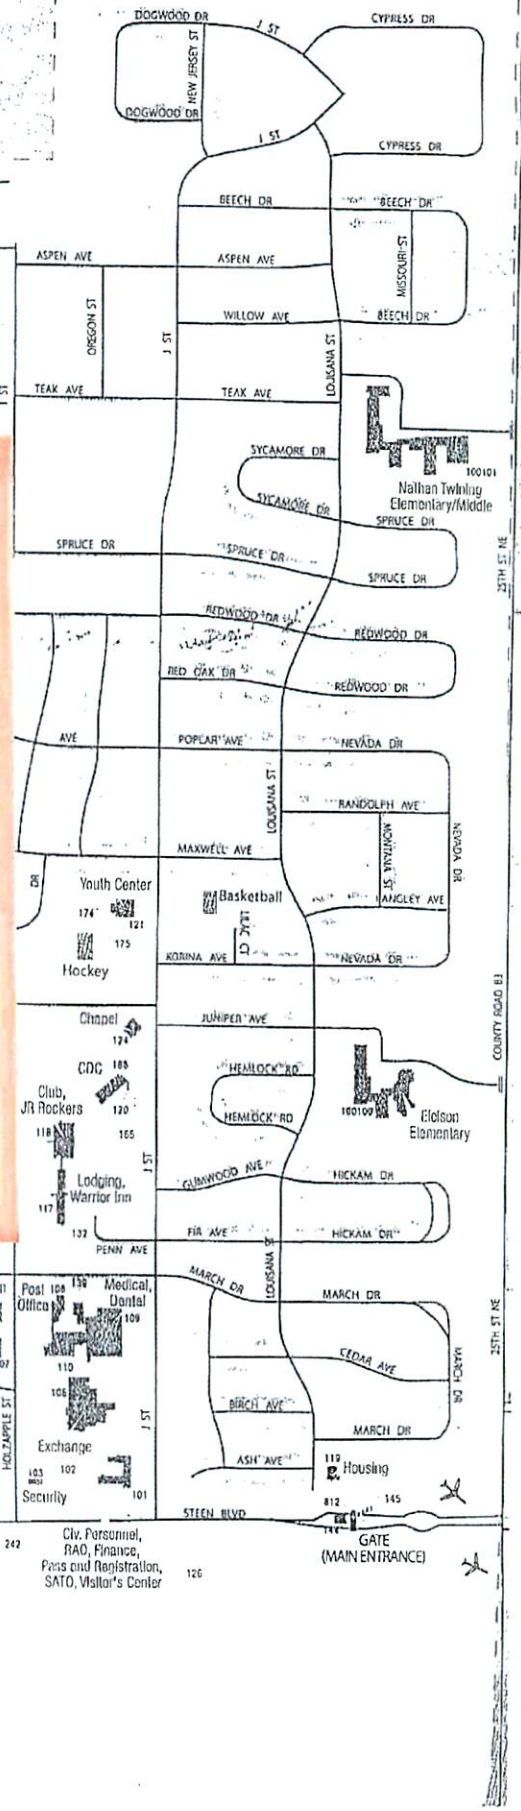 DOGWOOD DR
J ST
CYPRESS DR
NEW JERSEY ST
DOGWOOD DR
J ST
CYPRESS DR
BEECH DR
BEECH DR
ASPEN AVE
ASPEN AVE
MISSOURI ST
OREGON ST
J ST
WILLOW AVE
BEECH DR
LOUISANA ST
TEAK AVE
TEAK AVE
SYCAMORE DR
100101
Nathan Twining
Elementary/Middle
SYCAMORE DR
SPRUCE DR
SPRUCE DR
SPRUCE DR
SPRUCE DR
25TH ST NE
REDWOOD DR
REDWOOD DR
RED OAK DR
REDWOOD DR
AVE
POPLAR AVE
NEVADA DR
LOUISANA ST
RANDOLPH AVE
MONTANA ST
NEVADA DR
MAXWELL AVE
DR
Youth Center
174
121
175
Hockey
Basketball
LILAC CT
ANGLEY AVE
KORINA AVE
NEVADA DR
COUNTY ROAD B3
Chapel
124
JUNIPER AVE
CDC
188
HEMLOCK RD
Club,
JR Rockers
120
118
165
HEMLOCK RD
100100
Eielson
Elementary
J ST
Lodging,
Warrior Inn
117
GUMWOOD AVE
HICKAM DR
132
FIR AVE
HICKAM DR
PENN AVE
LOUISANA ST
MARCH DR
MARCH DR
Post
Office
Medical,
Dental
109
110
25TH ST NE
CEDAR AVE
MARCH DR
106
HOLZAPPLE ST
J ST
BIRCH AVE
MARCH DR
Exchange
ASH AVE
119
Housing
103
102
101
Security
STEEN BLVD
812
145
GATE
(MAIN ENTRANCE)
242
Civ. Personnel,
RAO, Finance,
Pass and Registration,
SATO, Visitor's Center
126